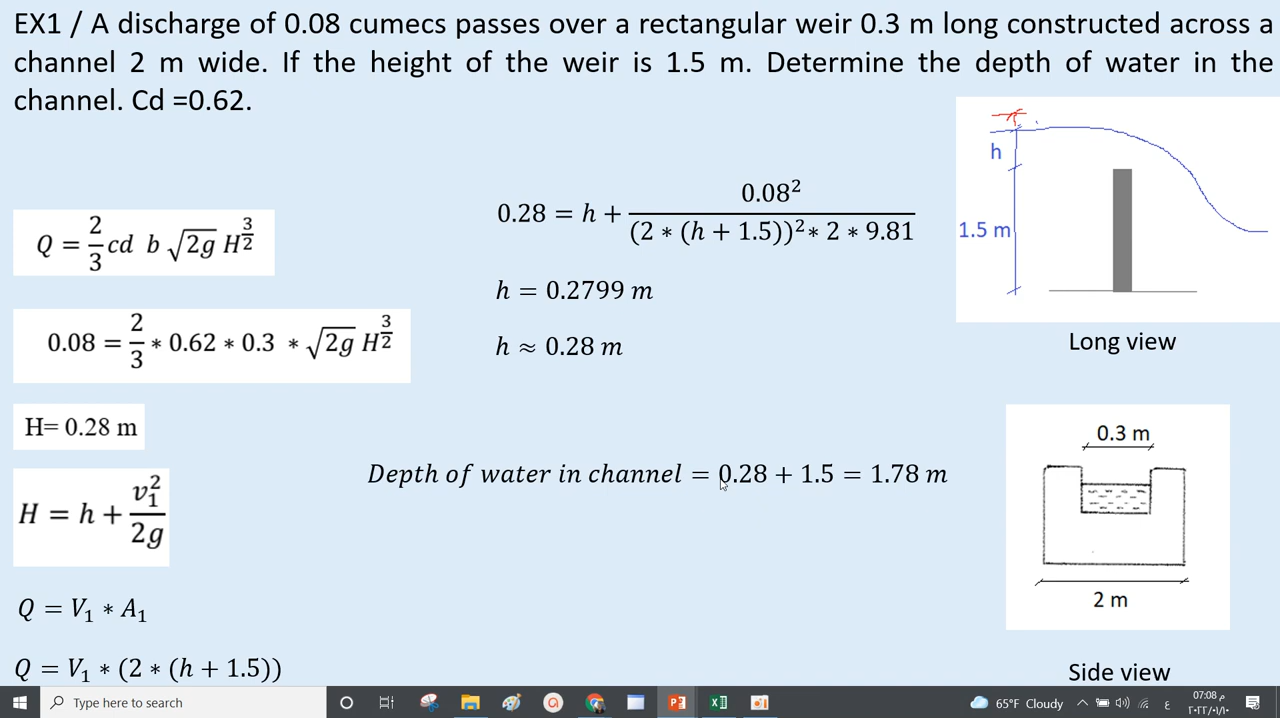 EX1 / A discharge of 0.08 cumecs passes over a rectangular weir 0.3 m long constructed across a
channel 2 m wide. If the height of the weir is 1.5 m. Determine the depth of water in the
channel. Cd =0.62.
Q = 2/3 cd b √2g H^3/2
0.08 = 2/3 * 0.62 * 0.3 * √2g H^3/2
H= 0.28 m
H = h + v₁²/2g
Q = V₁ * A₁
Q = V₁ * (2 * (h + 1.5))
0.28 = h + 0.08²/(2 * (h + 1.5))² * 2 * 9.81
h = 0.2799 m
h ≈ 0.28 m
Depth of water in channel = 0.28 + 1.5 = 1.78 m
h
1.5 m
Long view
0.3 m
2 m
Side view
Type here to search
65°F Cloudy
ع
07:08 م